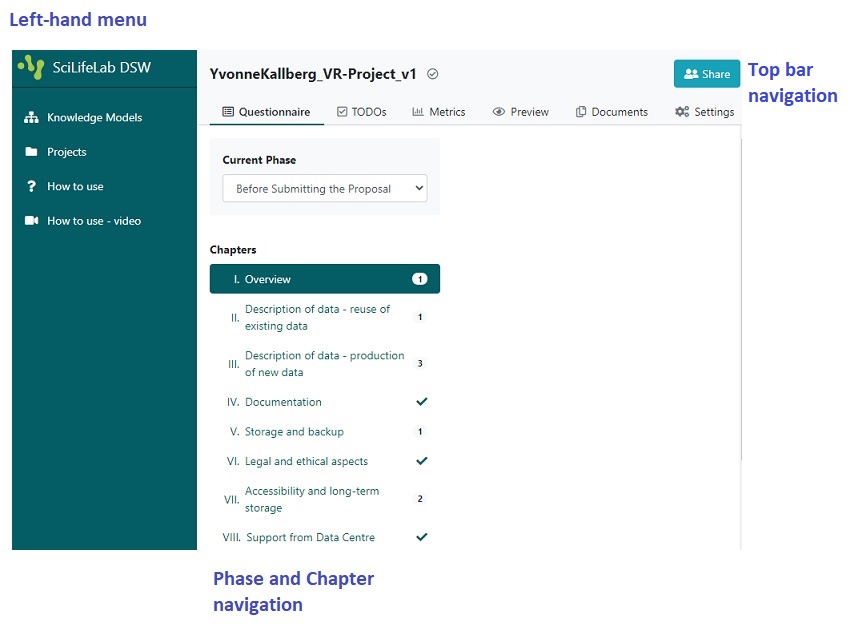 Left-hand menu
SciLifeLab DSW
Knowledge Models
Projects
? How to use
How to use - video
YvonneKallberg_VR-Project_v1
Share
Top bar
navigation
Questionnaire
TODOs
Metrics
Preview
Documents
Settings
Current Phase
Before Submitting the Proposal
Chapters
I. Overview 1
II. Description of data - reuse of
existing data 1
III. Description of data - production
of new data 3
IV. Documentation
V. Storage and backup 1
VI. Legal and ethical aspects
VII. Accessibility and long-term
storage 2
VIII. Support from Data Centre
Phase and Chapter
navigation